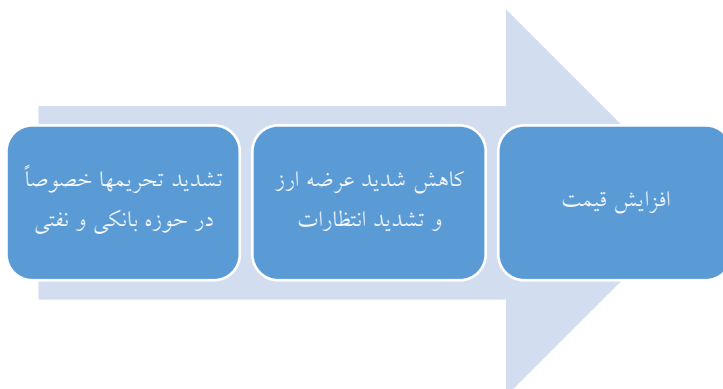 تشدید تحریمها خصوصاً
در حوزه بانکی و نفتی
کاهش شدید عرضه ارز
و تشدید انتظارات
افزایش قیمت